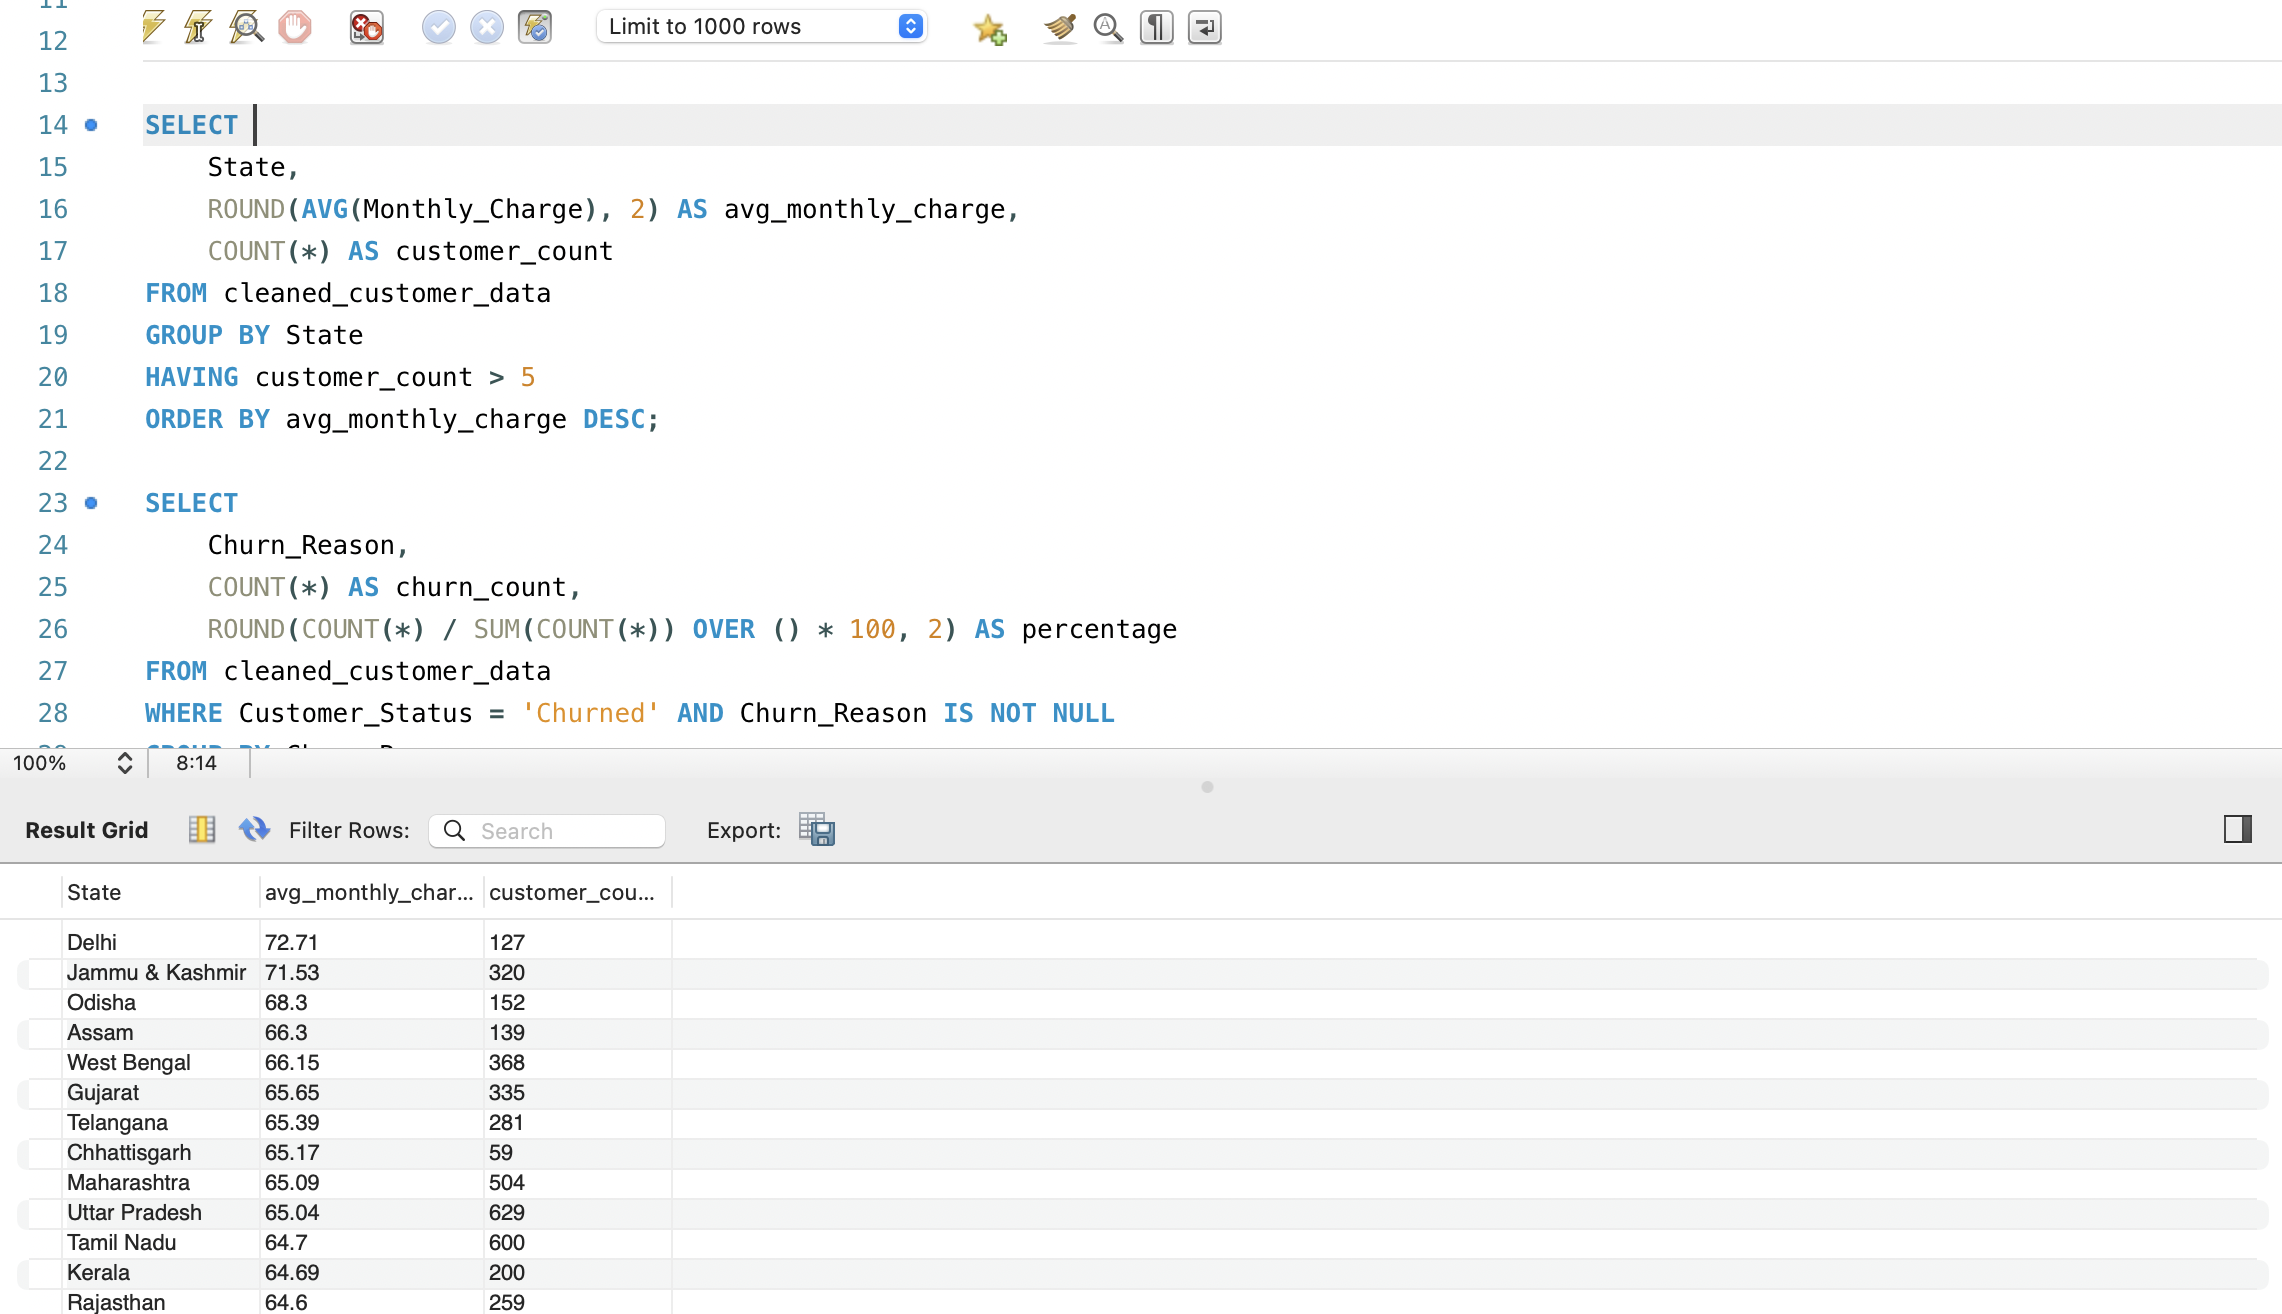 Limit to 1000 rows
12
13
14 SELECT
15 State,
16 ROUND(AVG(Monthly_Charge), 2) AS avg_monthly_charge,
17 COUNT(*) AS customer_count
18 FROM cleaned_customer_data
19 GROUP BY State
20 HAVING customer_count > 5
21 ORDER BY avg_monthly_charge DESC;
22
23 SELECT
24 Churn_Reason,
25 COUNT(*) AS churn_count,
26 ROUND(COUNT(*) / SUM(COUNT(*)) OVER () * 100, 2) AS percentage
27 FROM cleaned_customer_data
28 WHERE Customer_Status = 'Churned' AND Churn_Reason IS NOT NULL
100% 8:14
Result Grid Filter Rows: Search Export:
State avg_monthly_char... customer_cou...
Delhi 72.71 127
Jammu & Kashmir 71.53 320
Odisha 68.3 152
Assam 66.3 139
West Bengal 66.15 368
Gujarat 65.65 335
Telangana 65.39 281
Chhattisgarh 65.17 59
Maharashtra 65.09 504
Uttar Pradesh 65.04 629
Tamil Nadu 64.7 600
Kerala 64.69 200
Rajasthan 64.6 259